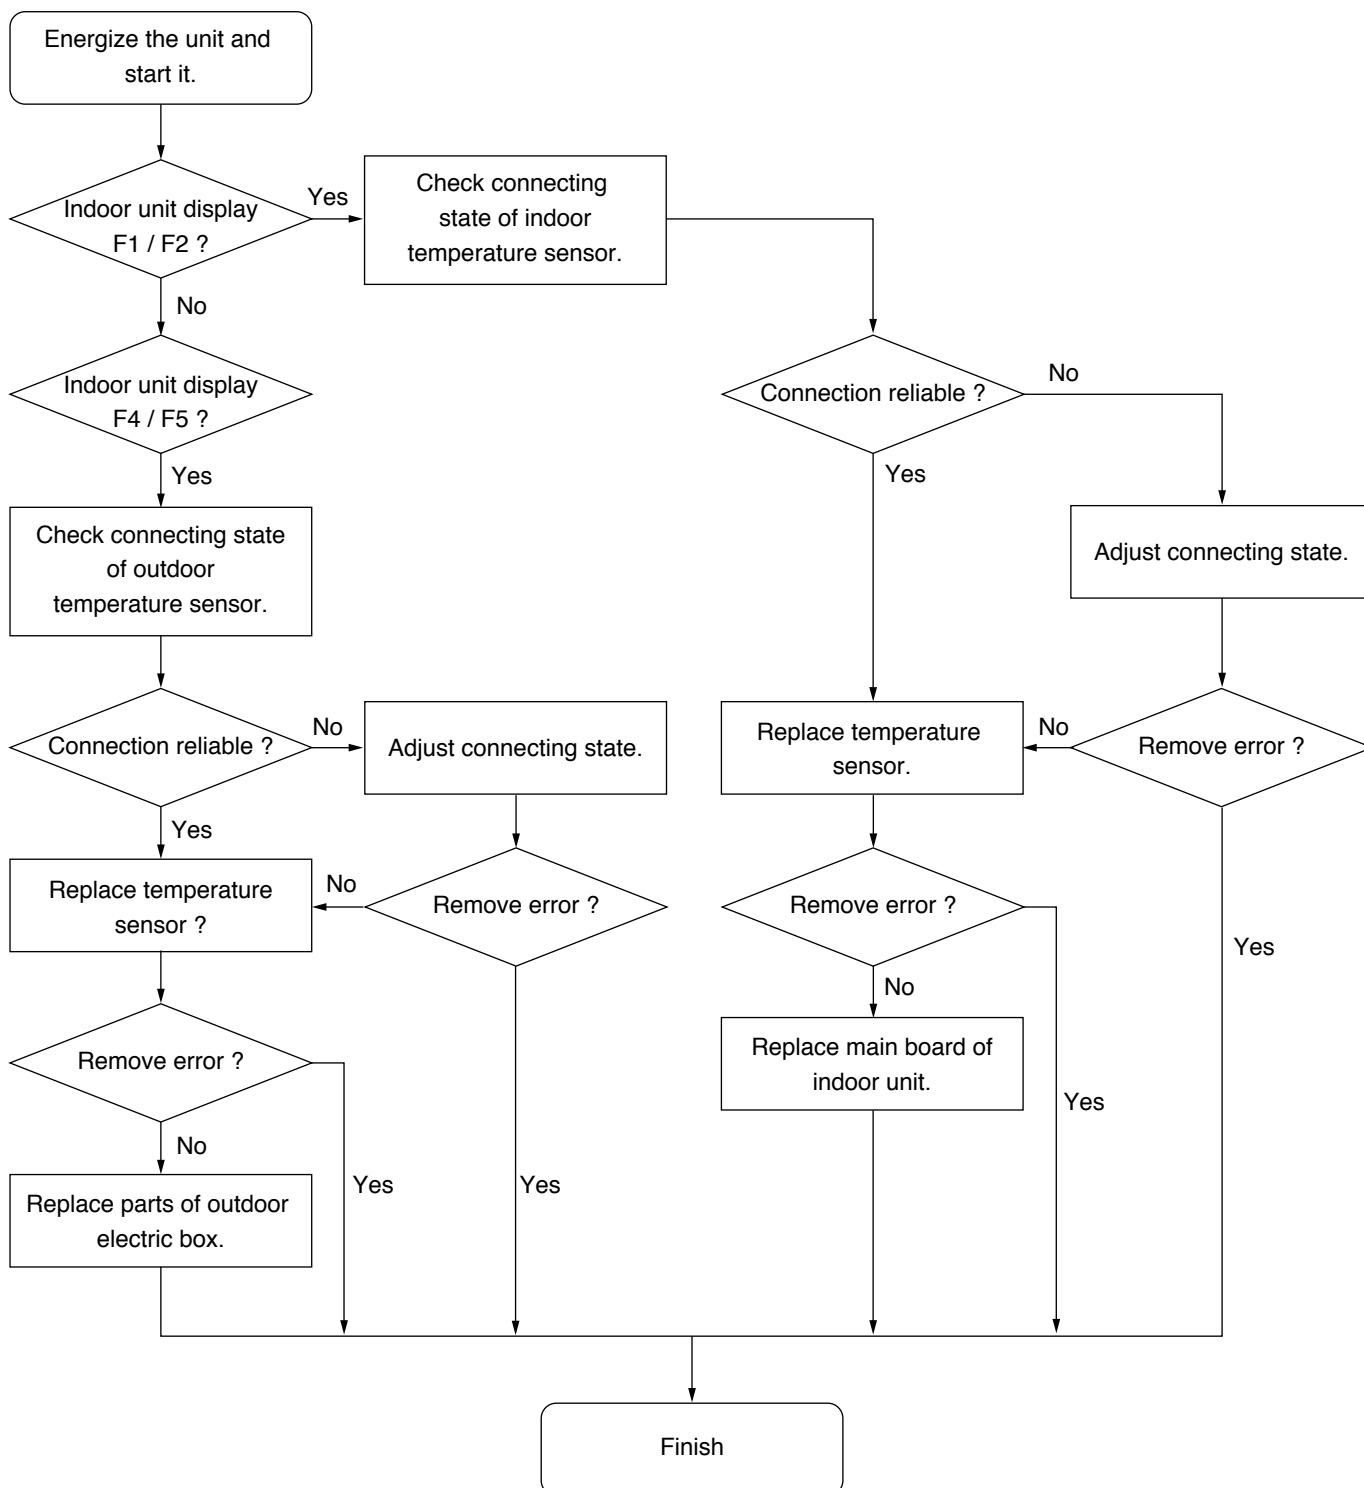 Energize the unit and
start it.
Indoor unit display
F1 / F2 ?
Yes
Check connecting
state of indoor
temperature sensor.
No
Indoor unit display
F4 / F5 ?
Connection reliable ?
No
Yes
Yes
Check connecting state
of outdoor
temperature sensor.
Adjust connecting state.
Connection reliable ?
No
Adjust connecting state.
Replace temperature
sensor.
No
Remove error ?
Yes
Replace temperature
sensor ?
No
Remove error ?
Remove error ?
Yes
No
Remove error ?
Replace main board of
indoor unit.
Yes
No
Yes
Yes
Replace parts of outdoor
electric box.
Finish